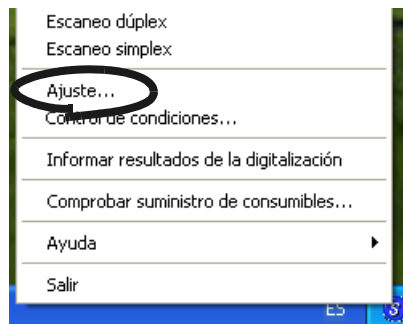 Escaneo dúplex
Escaneo simplex
Ajuste...
Control de condiciones...
Informar resultados de la digitalización
Comprobar suministro de consumibles...
Ayuda
Salir
ES
S